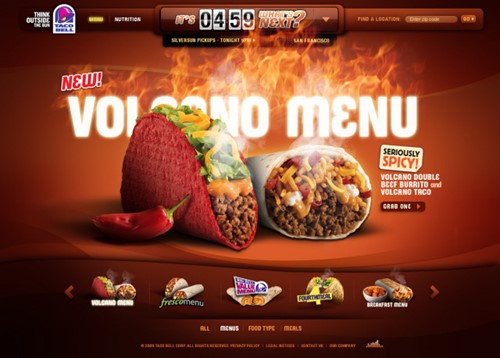 THINK
OUTSIDE
THE BUN
TACO
BELL
MENU
NUTRITION
IT'S 04:59 WHAT'S NEXT?
SILVERSUN PICKUPS - TONIGHT
SAN FRANCISCO
FIND A LOCATION:
Enter zip code
GO
NEW!
VOLCANO MENU
SERIOUSLY
SPICY!
VOLCANO DOUBLE
BEEF BURRITO and
VOLCANO TACO
GRAB ONE
VOLCANO MENU
frescomenu
VALUE
MENU
FOURTHMEAL
BREAKFAST MENU
ALL
MENUS
FOOD TYPE
MEALS
© 2009 TACO BELL CORP. ALL RIGHTS RESERVED.
PRIVACY POLICY
LEGAL NOTICES
CONTACT US
OUR COMPANY